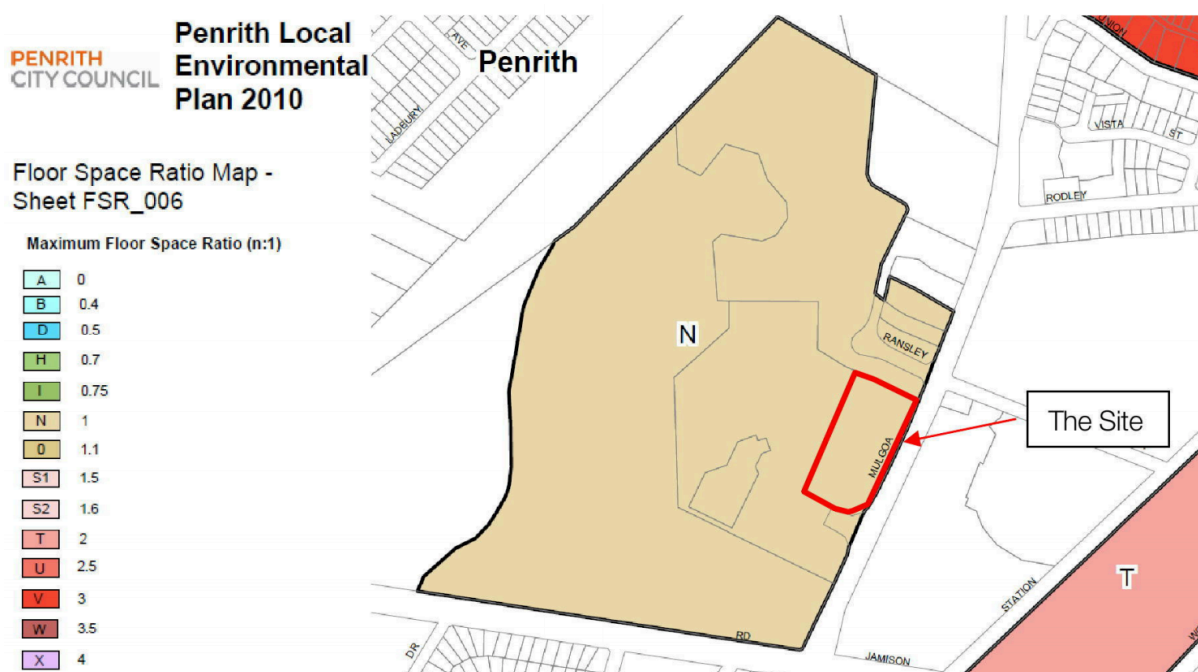 PENRITH
CITY COUNCIL
Penrith Local
Environmental
Plan 2010
Floor Space Ratio Map -
Sheet FSR_006
Maximum Floor Space Ratio (n:1)
A 0
B 0.4
D 0.5
H 0.7
I 0.75
N 1
O 1.1
S1 1.5
S2 1.6
T 2
U 2.5
V 3
W 3.5
X 4
Penrith
AVE
LADBURY
UNION
VISTA
ST
RODLEY
N
RANSLEY
The Site
MULGOA
T
STATION
RD
DR
JAMISON